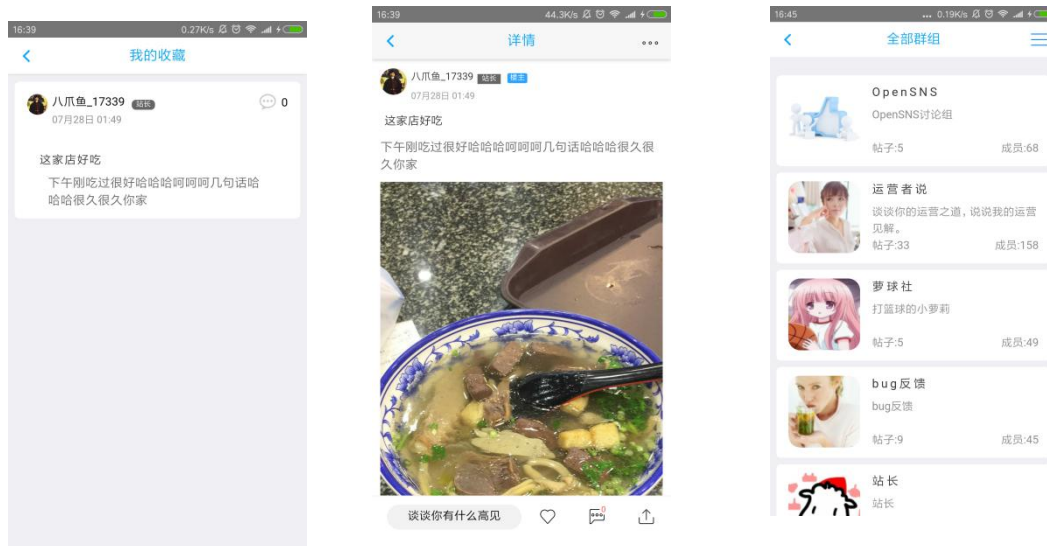 16:39
0.27K/s
我的收藏
八爪鱼_17339 站长
0
07月28日 01:49
这家店好吃
下午刚吃过很好哈哈哈呵呵呵几句话哈
哈哈很久很久你家
16:39
44.3K/s
详情
八爪鱼_17339 站长 楼主
07月28日 01:49
这家店好吃
下午刚吃过很好哈哈哈呵呵呵几句话哈哈哈很久很
久你家
谈谈你有什么高见
0
16:45
... 0.19K/s
全部群组
OpenSNS
OpenSNS讨论组
帖子:5 成员:68
运营者说
谈谈你的运营之道，说说我的运营
见解。
帖子:33 成员:158
萝球社
打篮球的小萝莉
帖子:5 成员:49
bug反馈
bug反馈
帖子:9 成员:45
站长
站长